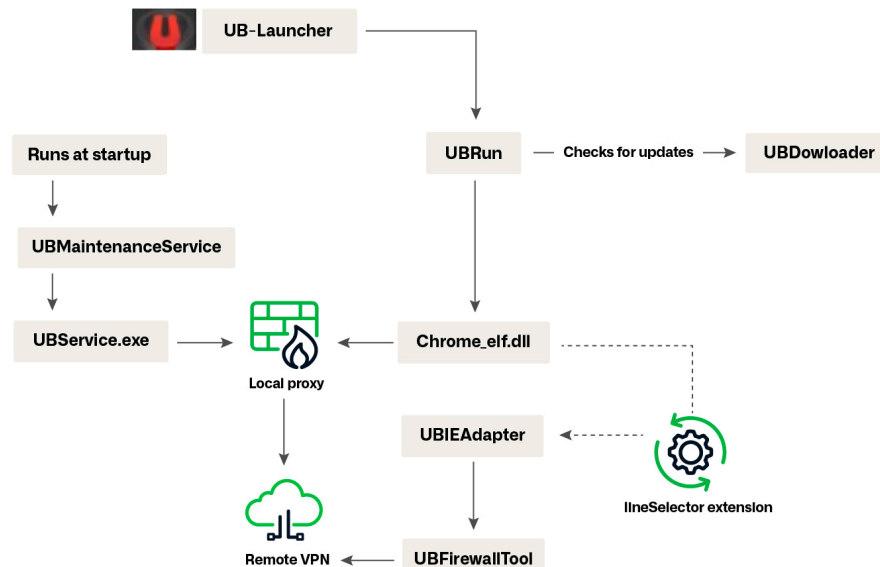 UB-Launcher
Runs at startup
UBRun
Checks for updates
UBDowloader
UBMaintenanceService
UBService.exe
Chrome_elf.dll
Local proxy
UBIEAdapter
lineSelector extension
Remote VPN
UBFirewallTool